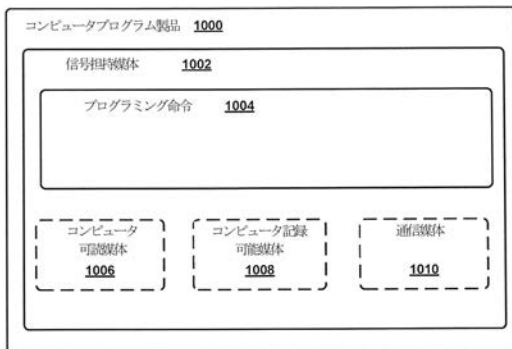 コンピュータプログラム製品 1000
信号担持媒体 1002
プログラミング命令 1004
コンピュータ
可読媒体
1006
コンピュータ記録
可能媒体
1008
通信媒体
1010